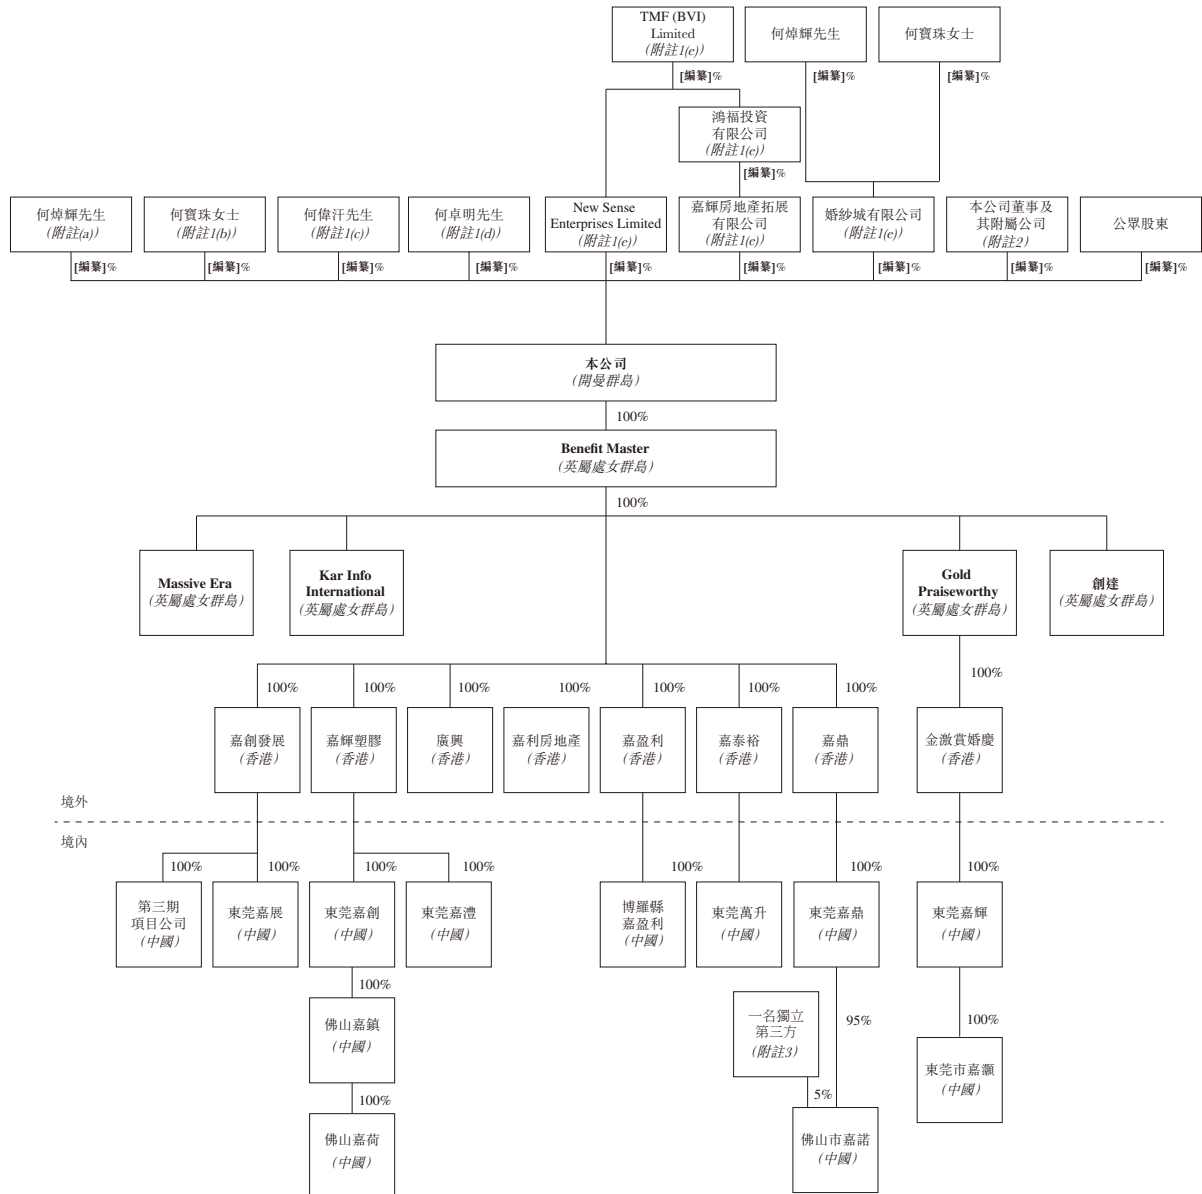 TMF (BVI)
Limited
(附註1(e))
何焯輝先生
何寶珠女士
[編纂]%
[編纂]%
[編纂]%
鴻福投資
有限公司
(附註1(e))
[編纂]%
何焯輝先生
(附註(a))
何寶珠女士
(附註1(b))
何偉汗先生
(附註1(c))
何卓明先生
(附註1(d))
New Sense
Enterprises Limited
(附註1(e))
嘉輝房地產拓展
有限公司
(附註1(e))
婚紗城有限公司
(附註1(e))
本公司董事及
其附屬公司
(附註2)
公眾股東
[編纂]%
[編纂]%
[編纂]%
[編纂]%
[編纂]%
[編纂]%
[編纂]%
[編纂]%
[編纂]%
本公司
(開曼群島)
100%
Benefit Master
(英屬處女群島)
100%
Massive Era
(英屬處女群島)
Kar Info
International
(英屬處女群島)
Gold
Praiseworthy
(英屬處女群島)
創達
(英屬處女群島)
100%
100%
100%
100%
100%
100%
100%
100%
嘉創發展
(香港)
嘉輝塑膠
(香港)
廣興
(香港)
嘉利房地產
(香港)
嘉盈利
(香港)
嘉泰裕
(香港)
嘉鼎
(香港)
金激賞婚慶
(香港)
境外
境內
100%
100%
100%
100%
100%
100%
100%
100%
第三期
項目公司
(中國)
東莞嘉展
(中國)
東莞嘉創
(中國)
東莞嘉澧
(中國)
博羅縣
嘉盈利
(中國)
東莞萬升
(中國)
東莞嘉鼎
(中國)
東莞嘉輝
(中國)
100%
佛山嘉鎮
(中國)
一名獨立
第三方
(附註3)
95%
100%
東莞市嘉灝
(中國)
100%
5%
佛山嘉荷
(中國)
佛山市嘉諾
(中國)